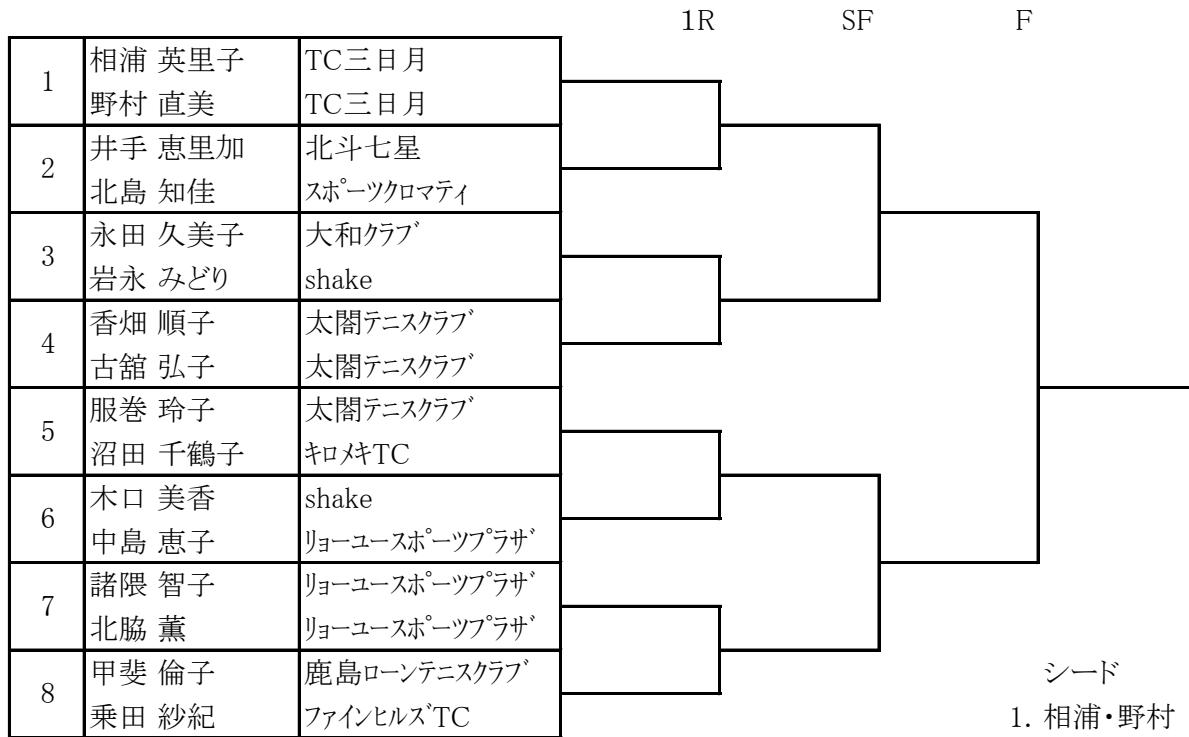 1R SF F
1
相浦 英里子 TC三日月
野村 直美 TC三日月
2
井手 恵里加 北斗七星
北島 知佳 ｽﾎﾟｰﾂｸﾛﾏﾃｨ
3
永田 久美子 大和ｸﾗﾌﾞ
岩永 みどり shake
4
香畑 順子 太閤ﾃﾆｽｸﾗﾌﾞ
古舘 弘子 太閤ﾃﾆｽｸﾗﾌﾞ
5
服巻 玲子 太閤ﾃﾆｽｸﾗﾌﾞ
沼田 千鶴子 ｷﾛﾒｷTC
6
木口 美香 shake
中島 恵子 ﾘｮｰﾕｰｽﾎﾟｰﾂﾌﾟﾗｻﾞ
7
諸隈 智子 ﾘｮｰﾕｰｽﾎﾟｰﾂﾌﾟﾗｻﾞ
北脇 薫 ﾘｮｰﾕｰｽﾎﾟｰﾂﾌﾟﾗｻﾞ
8
甲斐 倫子 鹿島ﾛｰﾝﾃﾆｽｸﾗﾌﾞ
乗田 紗紀 ﾌｧｲﾝﾋﾙｽﾞTC
シード
1. 相浦・野村